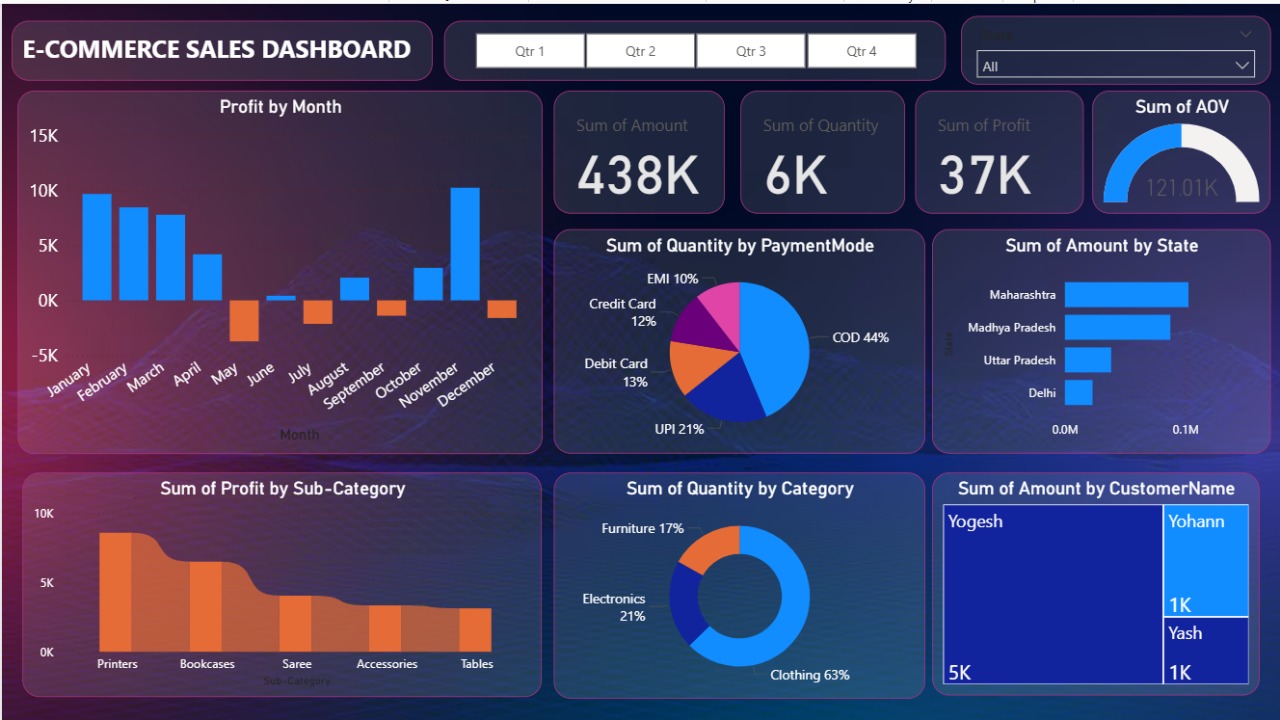 E-COMMERCE SALES DASHBOARD
Qtr 1
Qtr 2
Qtr 3
Qtr 4
State
All
Profit by Month
15K
10K
5K
0K
-5K
January
February
March
April
May
June
July
August
September
October
November
December
Month
Sum of Amount
438K
Sum of Quantity
6K
Sum of Profit
37K
Sum of AOV
121.01K
Sum of Quantity by PaymentMode
EMI 10%
Credit Card
12%
Debit Card
13%
UPI 21%
COD 44%
Sum of Amount by State
State
Maharashtra
Madhya Pradesh
Uttar Pradesh
Delhi
0.0M
0.1M
Sum of Profit by Sub-Category
10K
5K
0K
Printers
Bookcases
Saree
Accessories
Tables
Sub-Category
Sum of Quantity by Category
Furniture 17%
Electronics
21%
Clothing 63%
Sum of Amount by CustomerName
Yogesh
5K
Yohann
1K
Yash
1K